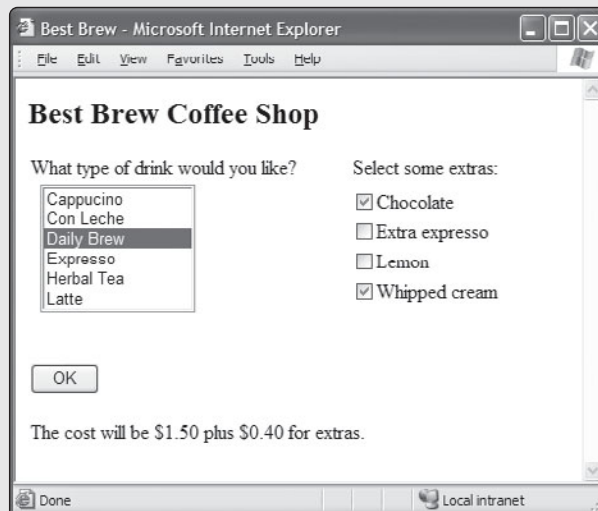 Best Brew - Microsoft Internet Explorer
File Edit View Favorites Tools Help
Best Brew Coffee Shop
What type of drink would you like?
Cappucino
Con Leche
Daily Brew
Expresso
Herbal Tea
Latte
Select some extras:
Chocolate
Extra expresso
Lemon
Whipped cream
OK
The cost will be $1.50 plus $0.40 for extras.
Done
Local intranet